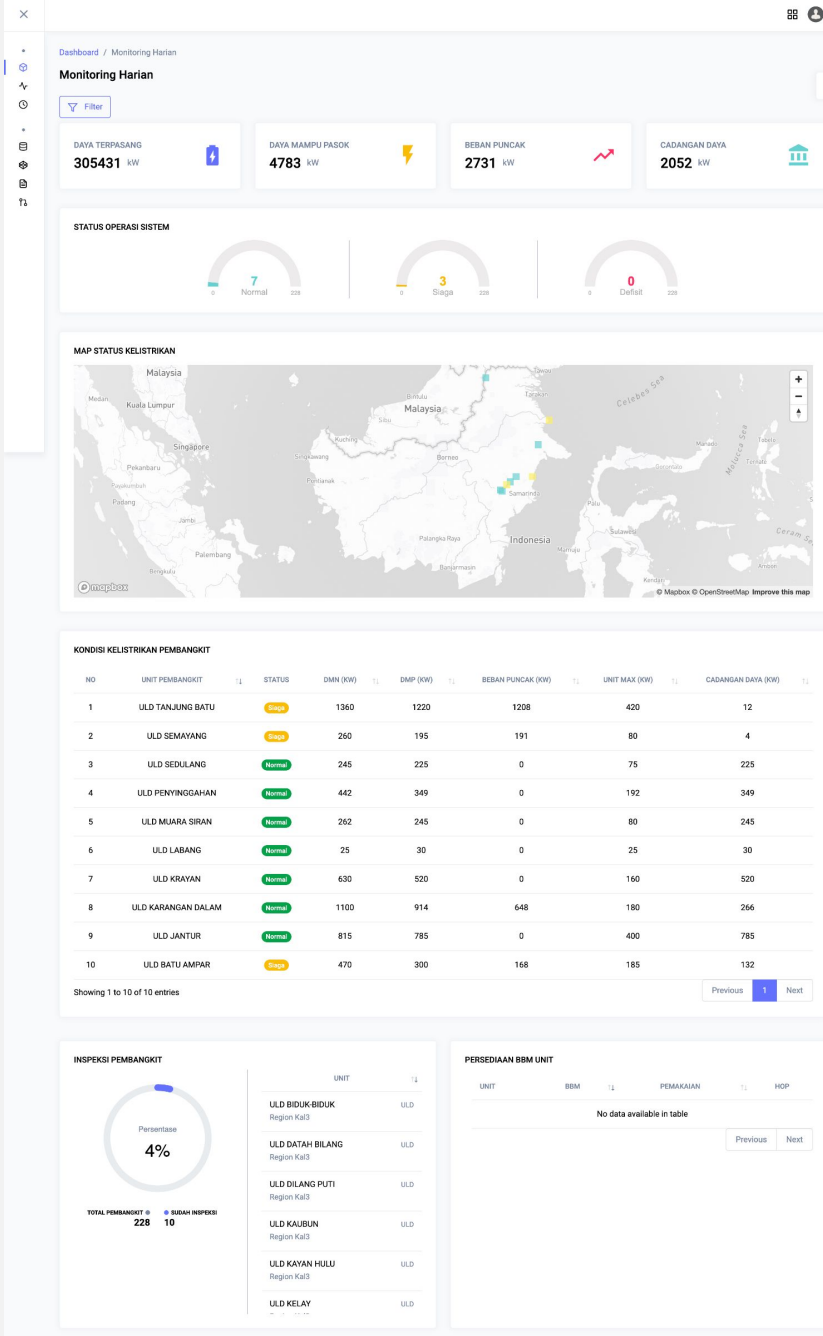 Dashboard / Monitoring Harian
Monitoring Harian
Filter
DAYA TERPASANG
305431 kW
DAYA MAMPU PASOK
4783 kW
BEBAN PUNCAK
2731 kW
CADANGAN DAYA
2052 kW
STATUS OPERASI SISTEM
7
0 Normal 228
3
0 Siaga 228
0
0 Defisit 228
MAP STATUS KELISTRIKAN
Malaysia
Tawau
Medan
Kuala Lumpur
Bintulu
Tarakan
Celebes Sea
Malaysia
Sibu
Kuching
Singapore
Manado
Molucca Sea
Tobelo
Singkawang
Borneo
Ternate
Pekanbaru
Gorontalo
Pontianak
Payakumbuh
Samarinda
Padang
Palu
Jambi
Sulawesi
Ceram Se
Palangka Raya
Indonesia
Palembang
Mamuju
Banjarmasin
Ambon
Bengkulu
Kendari
mapbox
© Mapbox © OpenStreetMap Improve this map
KONDISI KELISTRIKAN PEMBANGKIT
NO UNIT PEMBANGKIT STATUS DMN (KW) DMP (KW) BEBAN PUNCAK (KW) UNIT MAX (KW) CADANGAN DAYA (KW)
1 ULD TANJUNG BATU Siaga 1360 1220 1208 420 12
2 ULD SEMAYANG Siaga 260 195 191 80 4
3 ULD SEDULANG Normal 245 225 0 75 225
4 ULD PENYINGGAHAN Normal 442 349 0 192 349
5 ULD MUARA SIRAN Normal 262 245 0 80 245
6 ULD LABANG Normal 25 30 0 25 30
7 ULD KRAYAN Normal 630 520 0 160 520
8 ULD KARANGAN DALAM Normal 1100 914 648 180 266
9 ULD JANTUR Normal 815 785 0 400 785
10 ULD BATU AMPAR Siaga 470 300 168 185 132
Showing 1 to 10 of 10 entries
Previous 1 Next
INSPEKSI PEMBANGKIT
Persentase
4%
TOTAL PEMBANGKIT SUDAH INSPEKSI
228 10
UNIT
ULD BIDUK-BIDUK ULD
Region Kal3
ULD DATAH BILANG ULD
Region Kal3
ULD DILANG PUTI ULD
Region Kal3
ULD KAUBUN ULD
Region Kal3
ULD KAYAN HULU ULD
Region Kal3
ULD KELAY ULD
PERSEDIAAN BBM UNIT
UNIT BBM PEMAKAIAN HOP
No data available in table
Previous Next